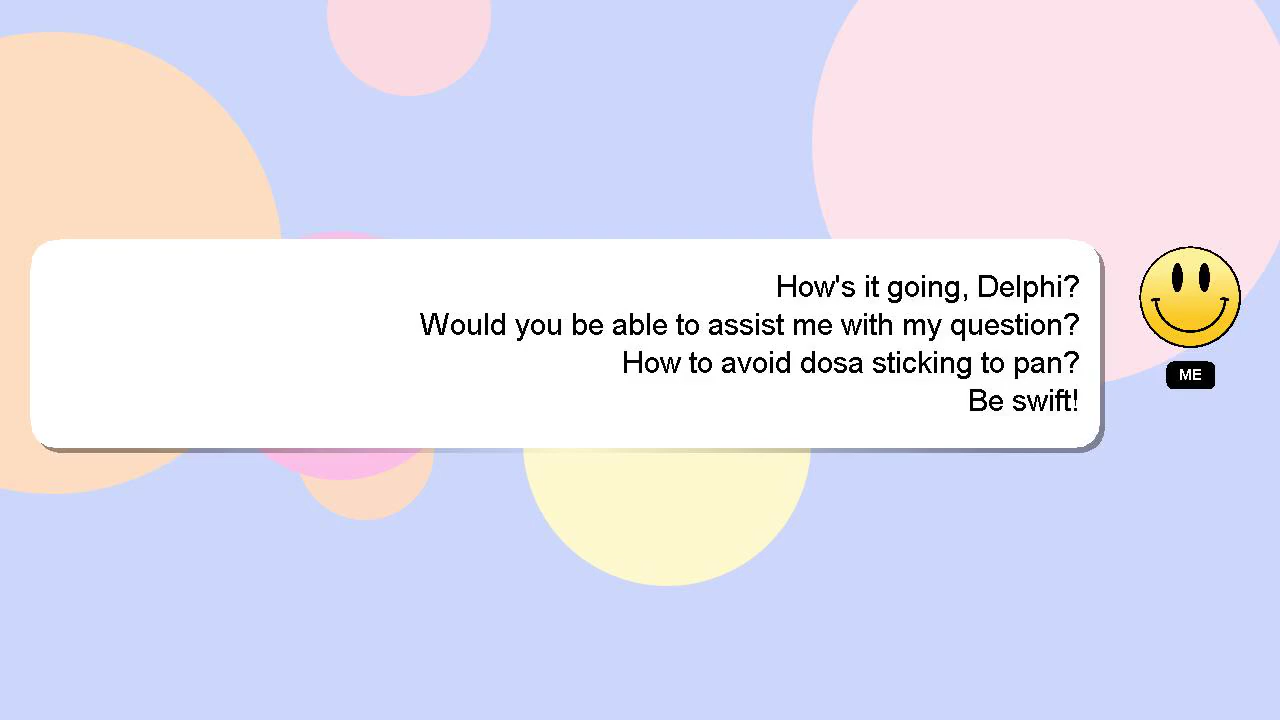 How's it going, Delphi?
Would you be able to assist me with my question?
How to avoid dosa sticking to pan?
Be swift!
ME